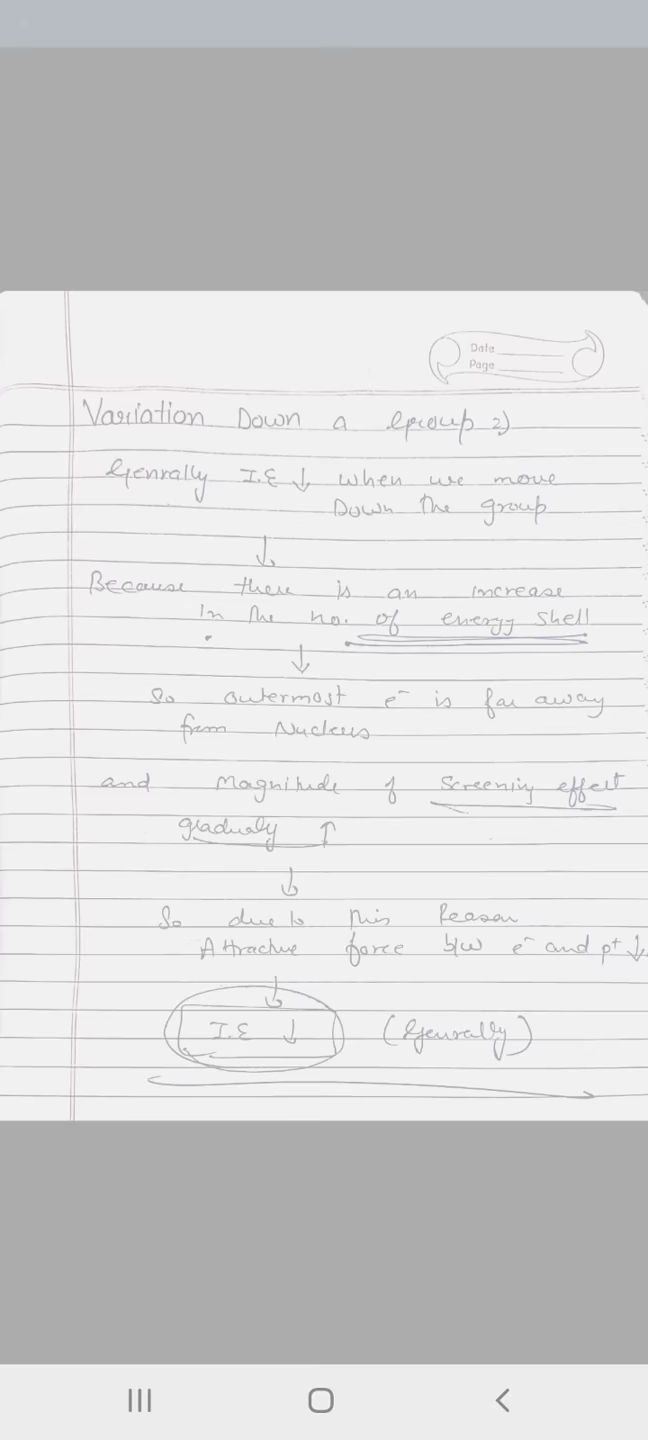 Date
Page
Variation Down a Group 2)
Genrally I.E ↓ when we move
Down the group
↓
Because there is an increase
in the no. of energy shell
↓
So outermost e⁻ is far away
from Nucleus
and Magnitude of Screening effect
gradualy ↑
↓
So due to this Reason
Attractive force b/w e⁻ and p⁺ ↓
↓
I.E ↓ (Genrally)